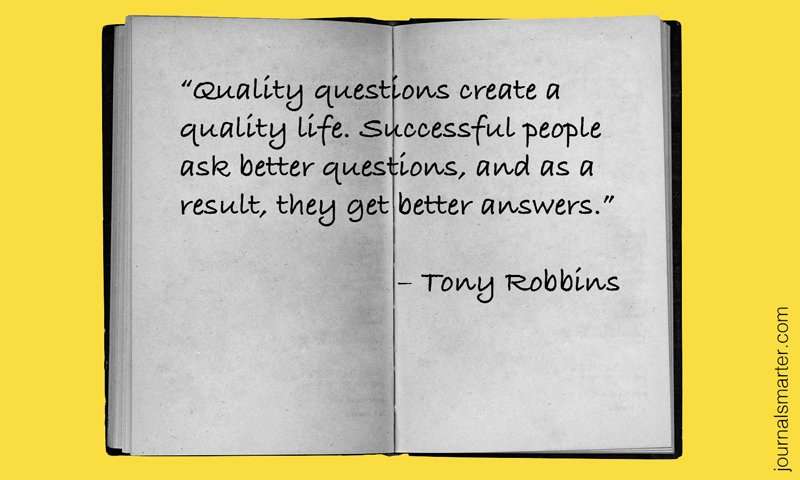 “Quality questions create a
quality life. Successful people
ask better questions, and as a
result, they get better answers.”
– Tony Robbins
journalsmarter.com